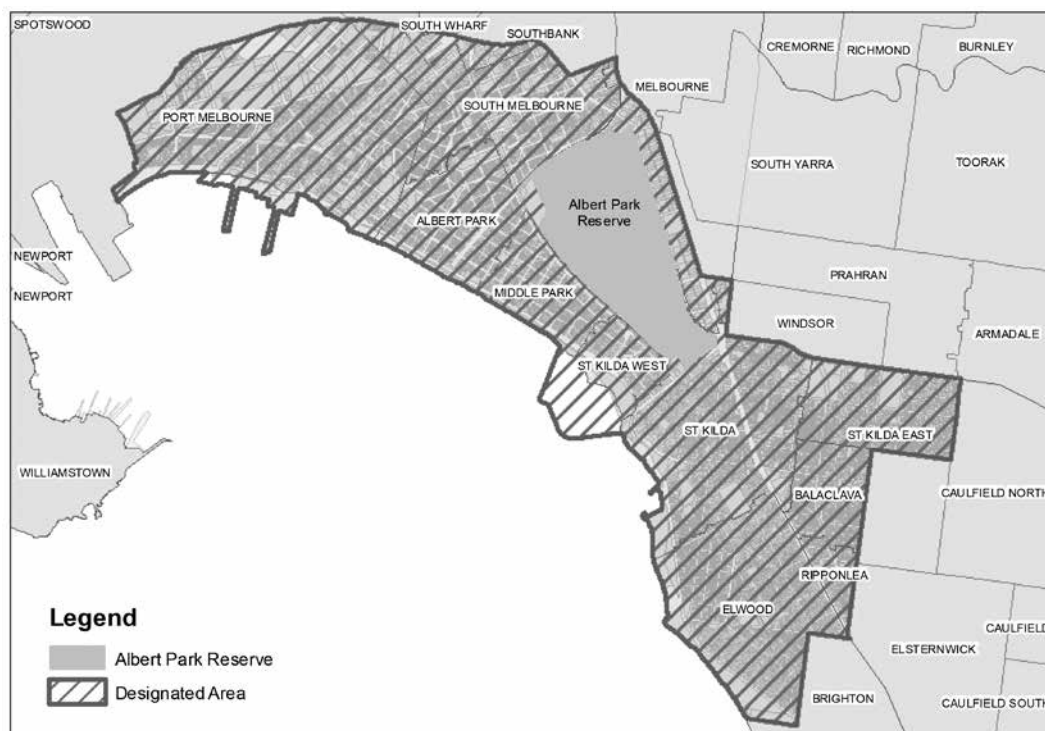 SPOTSWOOD
SOUTH WHARF
SOUTHBANK
CREMORNE
RICHMOND
BURNLEY
MELBOURNE
SOUTH MELBOURNE
PORT MELBOURNE
SOUTH YARRA
TOORAK
Albert Park
Reserve
ALBERT PARK
NEWPORT
PRAHRAN
NEWPORT
MIDDLE PARK
WINDSOR
ARMADALE
ST KILDA WEST
ST KILDA
ST KILDA EAST
WILLIAMSTOWN
BALACLAVA
CAULFIELD NORTH
RIPPONLEA
ELWOOD
Legend
CAULFIELD
ELSTERNWICK
Albert Park Reserve
Designated Area
BRIGHTON
CAULFIELD SOUTH